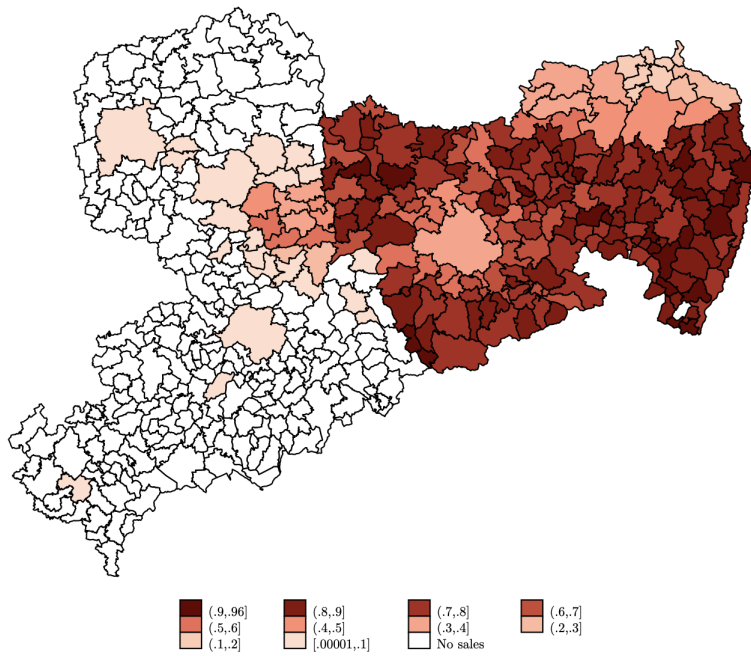 (.9,.96] (.8,.9] (.7,.8] (.6,.7]
(.5,.6] (.4,.5] (.3,.4] (.2,.3]
(.1,.2] [.00001,.1] No sales